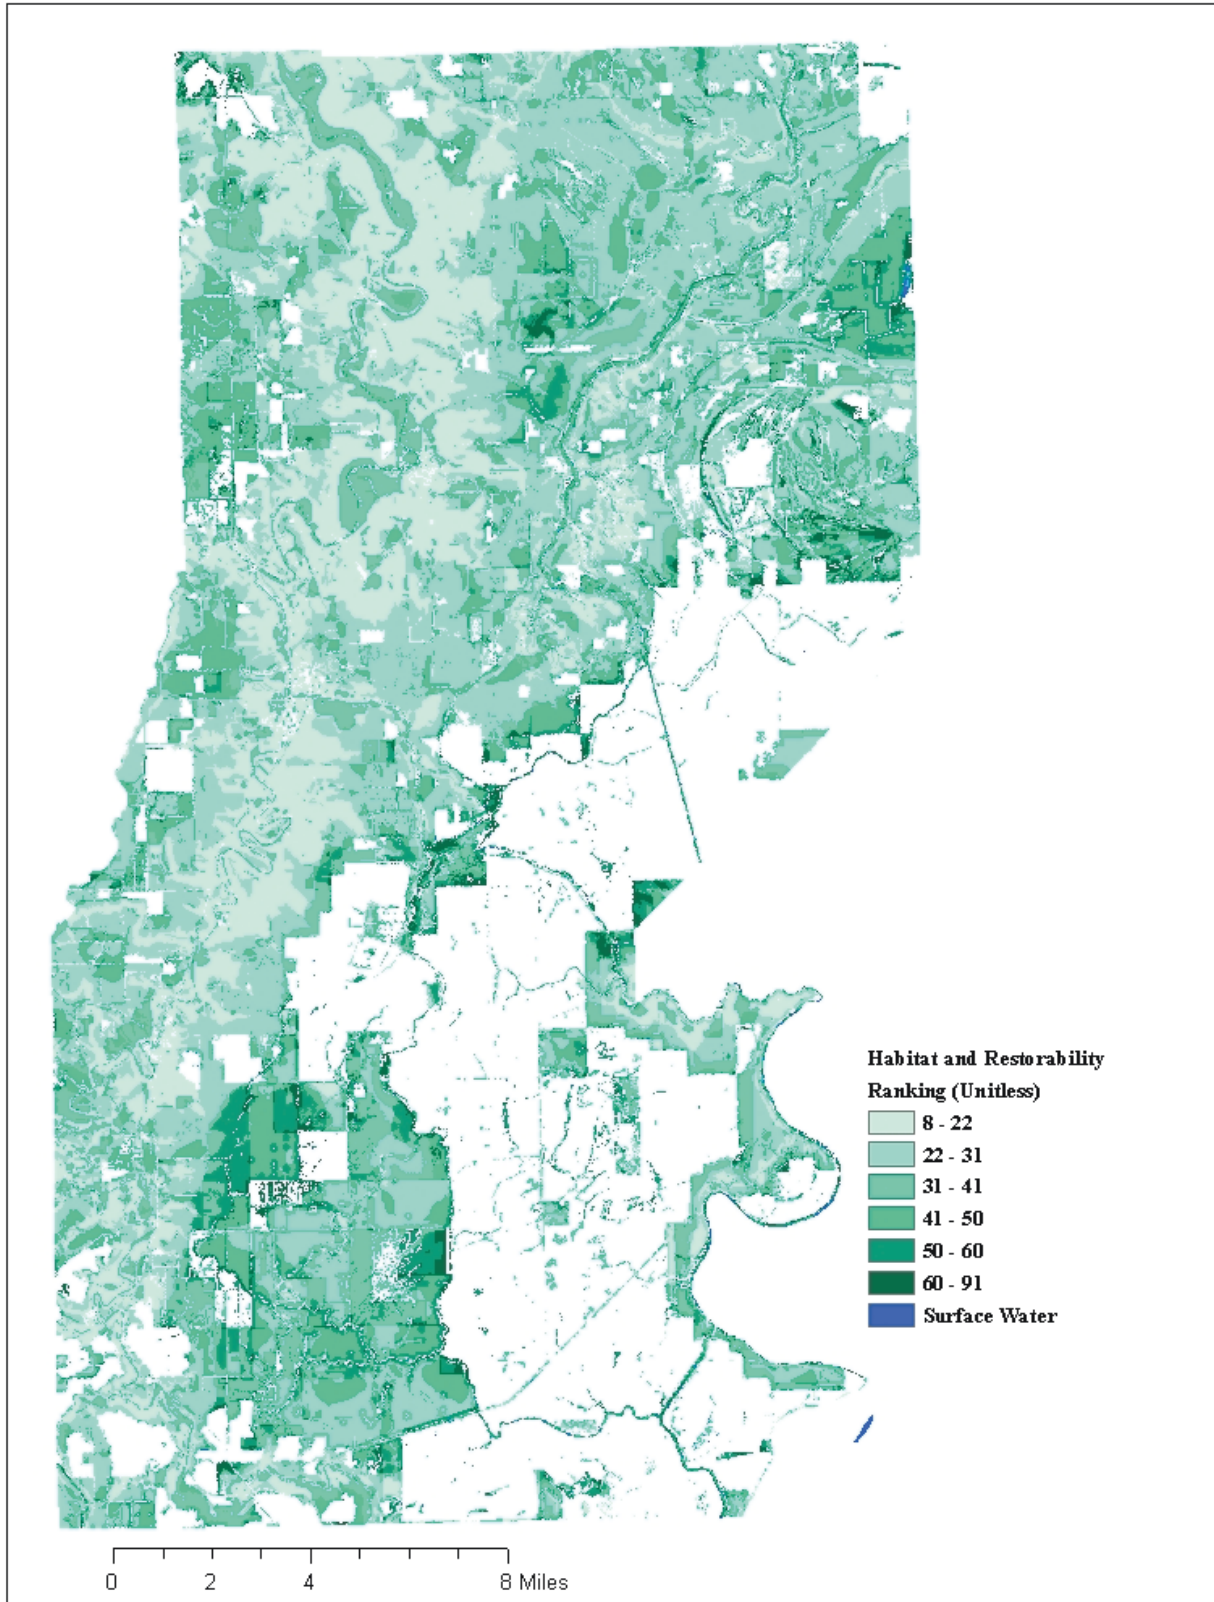 Habitat and Restorability
Ranking (Unitless)
8 - 22
22 - 31
31 - 41
41 - 50
50 - 60
60 - 91
Surface Water
0 2 4 8 Miles